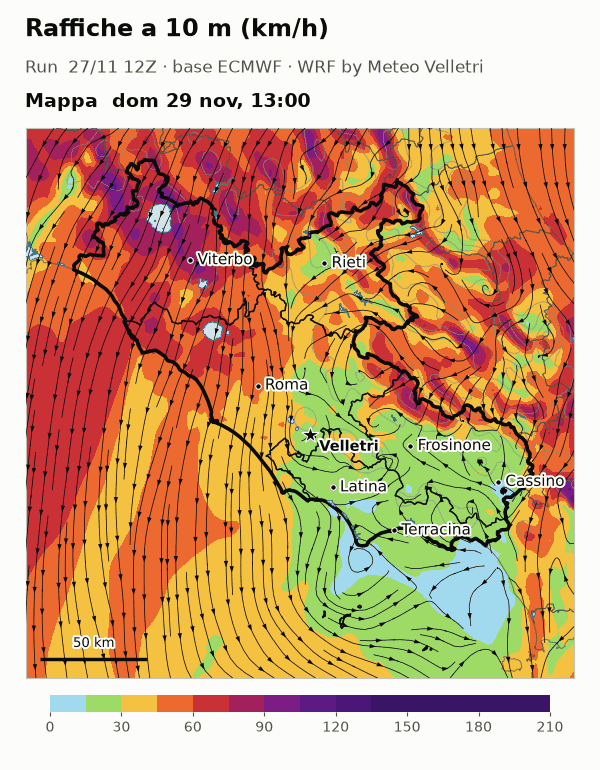 Raffiche a 10 m (km/h)
Run  27/11 12Z · base ECMWF · WRF by Meteo Velletri
Mappa  dom 29 nov, 13:00
Viterbo
Rieti
Roma
Velletri
Frosinone
Cassino
Latina
Terracina
50 km
0 30 60 90 120 150 180 210